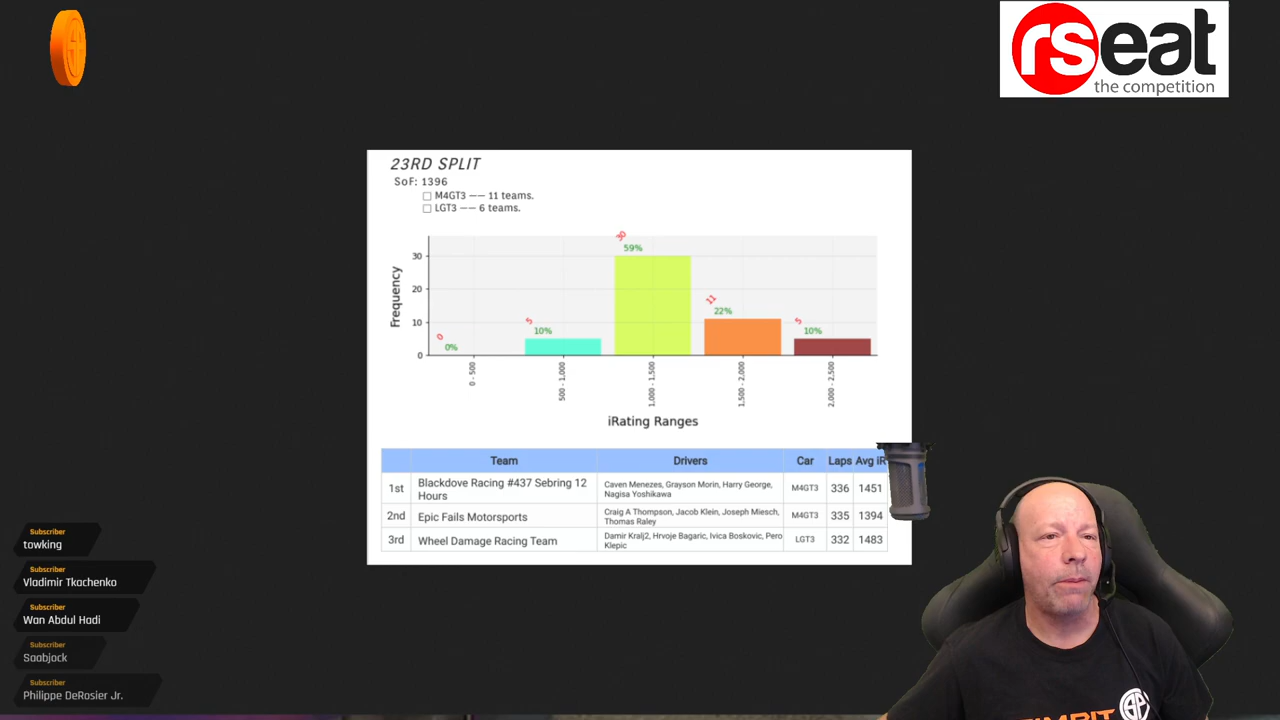 rseat
the competition
23RD SPLIT
SoF: 1396
M4GT3 —— 11 teams.
LGT3 —— 6 teams.
30
59%
11
22%
5
10%
5
10%
0
0%
30
20
10
0
Frequency
0 - 500
500 - 1,000
1,000 - 1,500
1,500 - 2,000
2,000 - 2,500
iRating Ranges
Team Drivers Car Laps Avg iR
1st Blackdove Racing #437 Sebring 12 Hours Caven Menezes, Grayson Morin, Harry George, Nagisa Yoshikawa M4GT3 336 1451
2nd Epic Fails Motorsports Craig A Thompson, Jacob Klein, Joseph Miesch, Thomas Raley M4GT3 335 1394
3rd Wheel Damage Racing Team Damir Kralj2, Hrvoje Bagaric, Ivica Boskovic, Pero Klepic LGT3 332 1483
Subscriber
towking
Subscriber
Vladimir Tkachenko
Subscriber
Wan Abdul Hadi
Subscriber
Saabjock
Subscriber
Philippe DeRosier Jr.